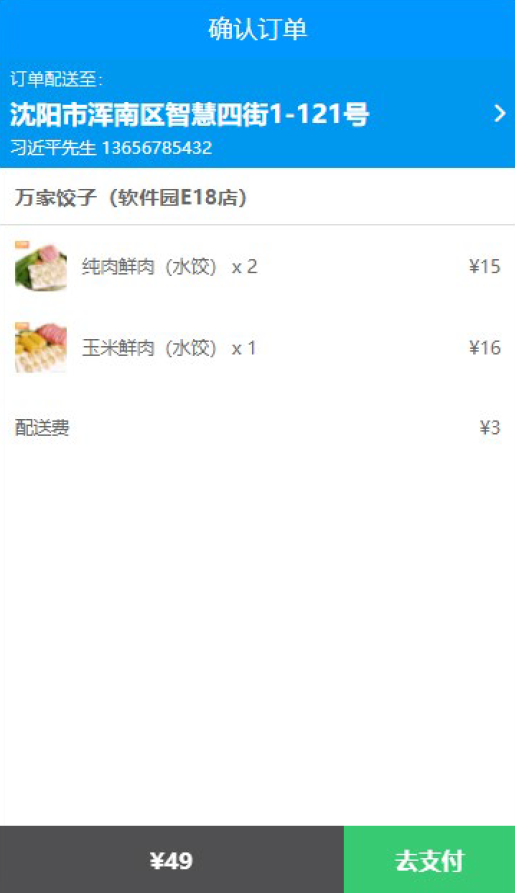 确认订单
订单配送至：
沈阳市浑南区智慧四街1-121号
习近平先生 13656785432
万家饺子（软件园E18店）
纯肉鲜肉（水饺） x 2 ¥15
玉米鲜肉（水饺） x 1 ¥16
配送费 ¥3
¥49 去支付